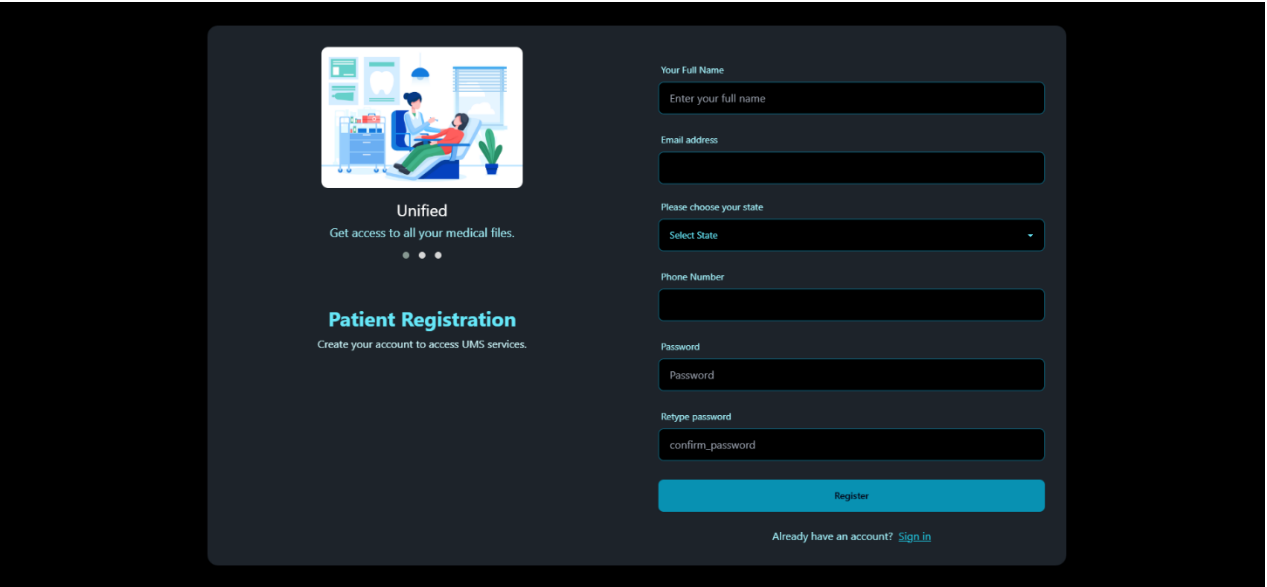 Unified
Get access to all your medical files.
Patient Registration
Create your account to access UMS services.
Your Full Name
Enter your full name
Email address
Please choose your state
Select State
Phone Number
Password
Password
Retype password
confirm_password
Register
Already have an account? Sign in